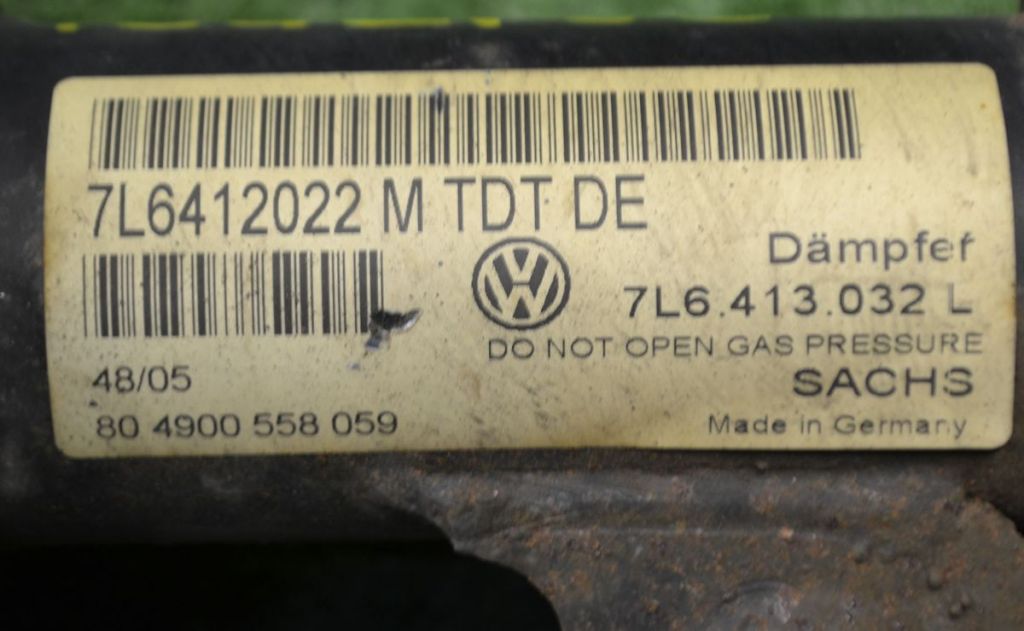 7L6412022 M TDT DE
Dämpfer
7L6.413.032 L
DO NOT OPEN GAS PRESSURE
48/05
SACHS
80 4900 558 059
Made in Germany